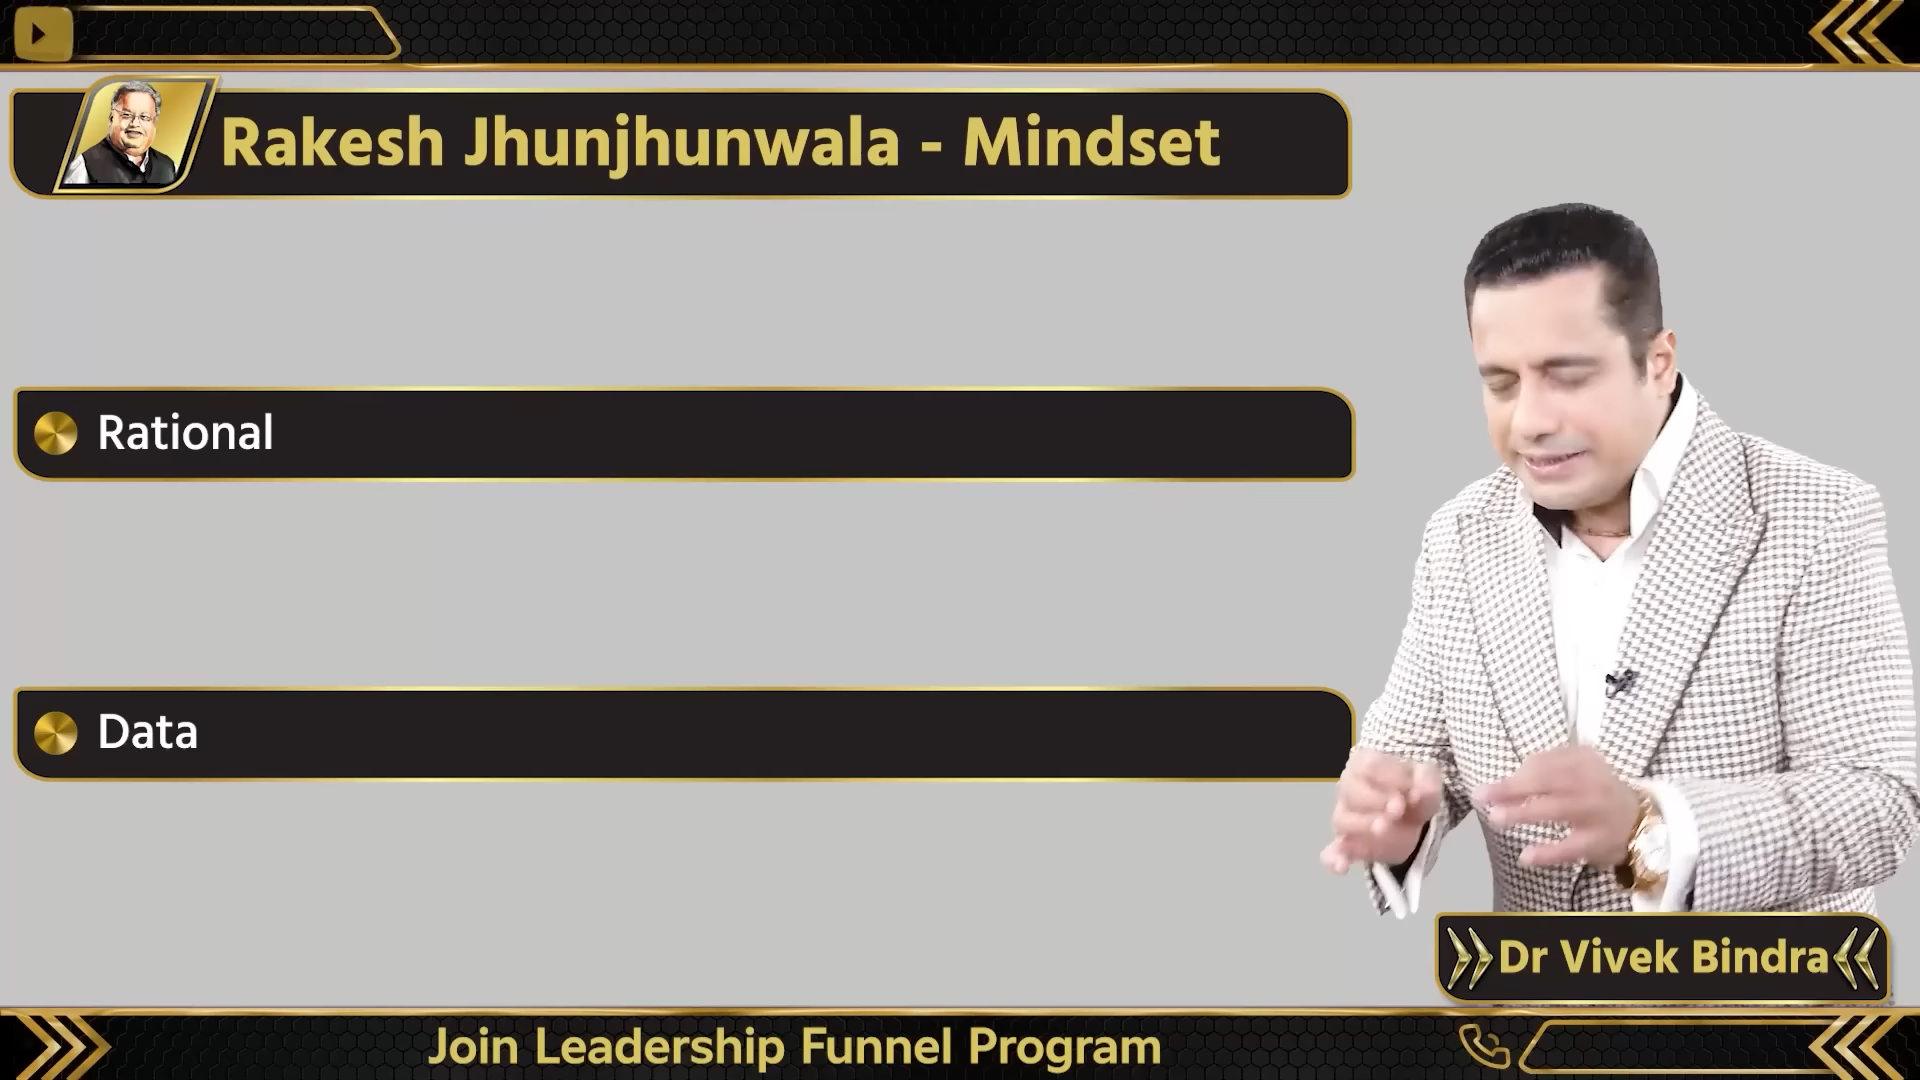 Rakesh Jhunjhunwala - Mindset
Rational
Data
Dr Vivek Bindra
Join Leadership Funnel Program